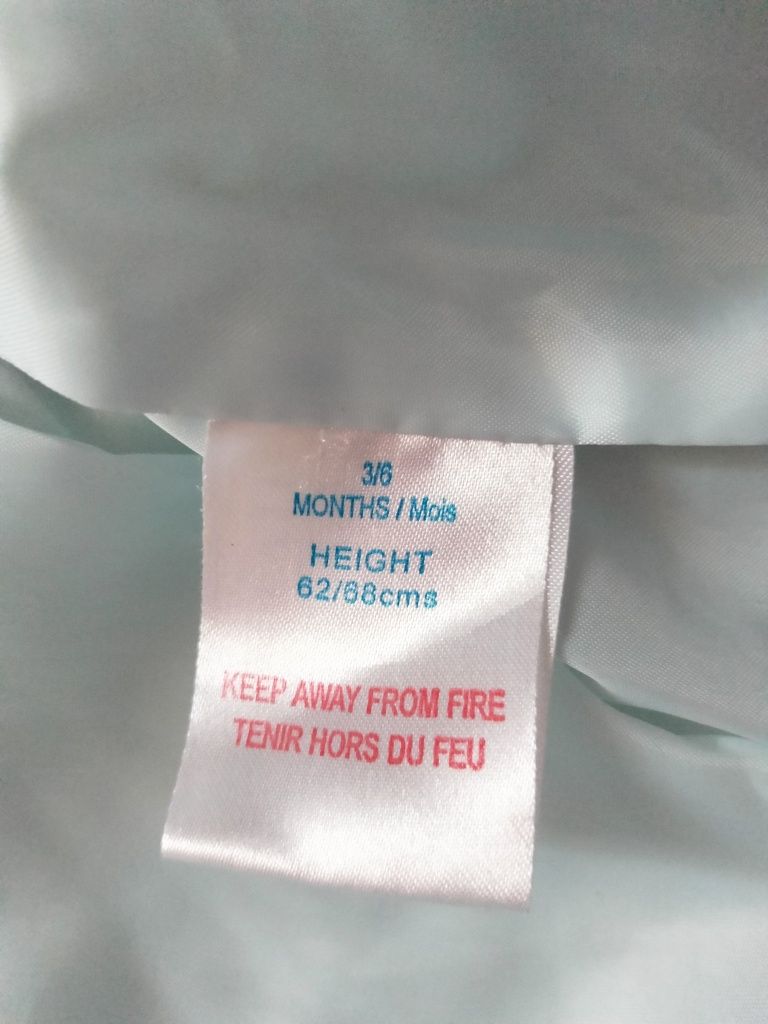 3/6
MONTHS / Mois
HEIGHT
62/68cms
KEEP AWAY FROM FIRE
TENIR HORS DU FEU